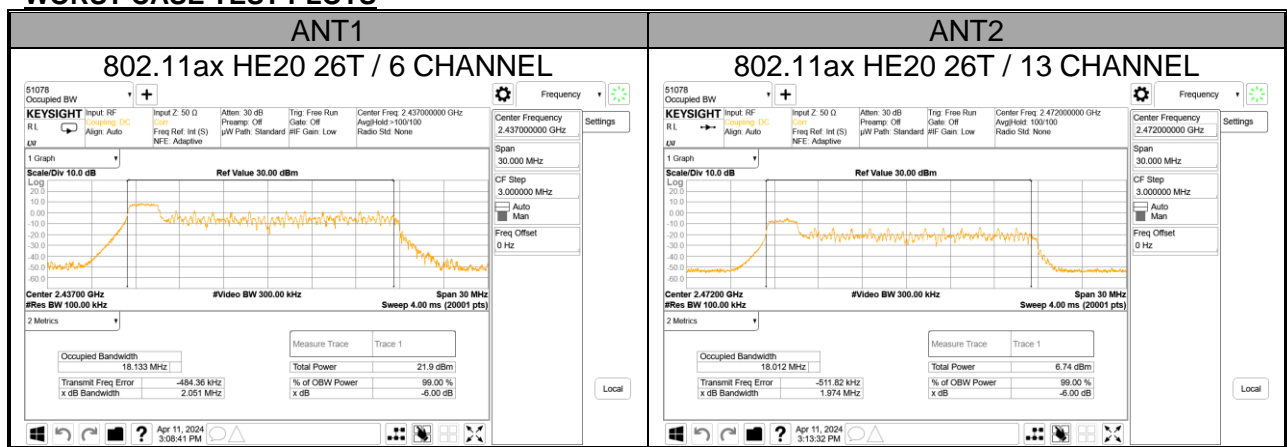 WORST CASE TEST PLOTS
ANT1
ANT2
802.11ax HE20 26T / 6 CHANNEL
51078
Occupied BW
+
Frequency
KEYSIGHT
RL
Input: RF
Coupling: DC
Align: Auto
Input Z: 50 Ω
Corr
Freq Ref: Int (S)
NFE: Adaptive
Atten: 30 dB
Preamp: Off
µW Path: Standard
Trig: Free Run
Gate: Off
#IF Gain: Low
Center Freq: 2.437000000 GHz
Avg|Hold:>100/100
Radio Std: None
Center Frequency
2.437000000 GHz
Settings
Span
30.000 MHz
CF Step
3.000000 MHz
Auto
Man
Freq Offset
0 Hz
1 Graph
Scale/Div 10.0 dB
Ref Value 30.00 dBm
Log
20.0
10.0
0.00
-10.0
-20.0
-30.0
-40.0
-50.0
-60.0
Center 2.43700 GHz
#Video BW 300.00 kHz
Span 30 MHz
#Res BW 100.00 kHz
Sweep 4.00 ms (20001 pts)
2 Metrics
Measure Trace
Trace 1
Occupied Bandwidth
18.133 MHz
Total Power
21.9 dBm
Transmit Freq Error
-484.36 kHz
% of OBW Power
99.00 %
x dB Bandwidth
2.051 MHz
x dB
-6.00 dB
Local
?
Apr 11, 2024
3:08:41 PM
802.11ax HE20 26T / 13 CHANNEL
51078
Occupied BW
+
Frequency
KEYSIGHT
RL
Input: RF
Coupling: DC
Align: Auto
Input Z: 50 Ω
Corr
Freq Ref: Int (S)
NFE: Adaptive
Atten: 30 dB
Preamp: Off
µW Path: Standard
Trig: Free Run
Gate: Off
#IF Gain: Low
Center Freq: 2.472000000 GHz
Avg|Hold: 100/100
Radio Std: None
Center Frequency
2.472000000 GHz
Settings
Span
30.000 MHz
CF Step
3.000000 MHz
Auto
Man
Freq Offset
0 Hz
1 Graph
Scale/Div 10.0 dB
Ref Value 30.00 dBm
Log
20.0
10.0
0.00
-10.0
-20.0
-30.0
-40.0
-50.0
-60.0
Center 2.47200 GHz
#Video BW 300.00 kHz
Span 30 MHz
#Res BW 100.00 kHz
Sweep 4.00 ms (20001 pts)
2 Metrics
Measure Trace
Trace 1
Occupied Bandwidth
18.012 MHz
Total Power
6.74 dBm
Transmit Freq Error
-511.82 kHz
% of OBW Power
99.00 %
x dB Bandwidth
1.974 MHz
x dB
-6.00 dB
Local
?
Apr 11, 2024
3:13:32 PM